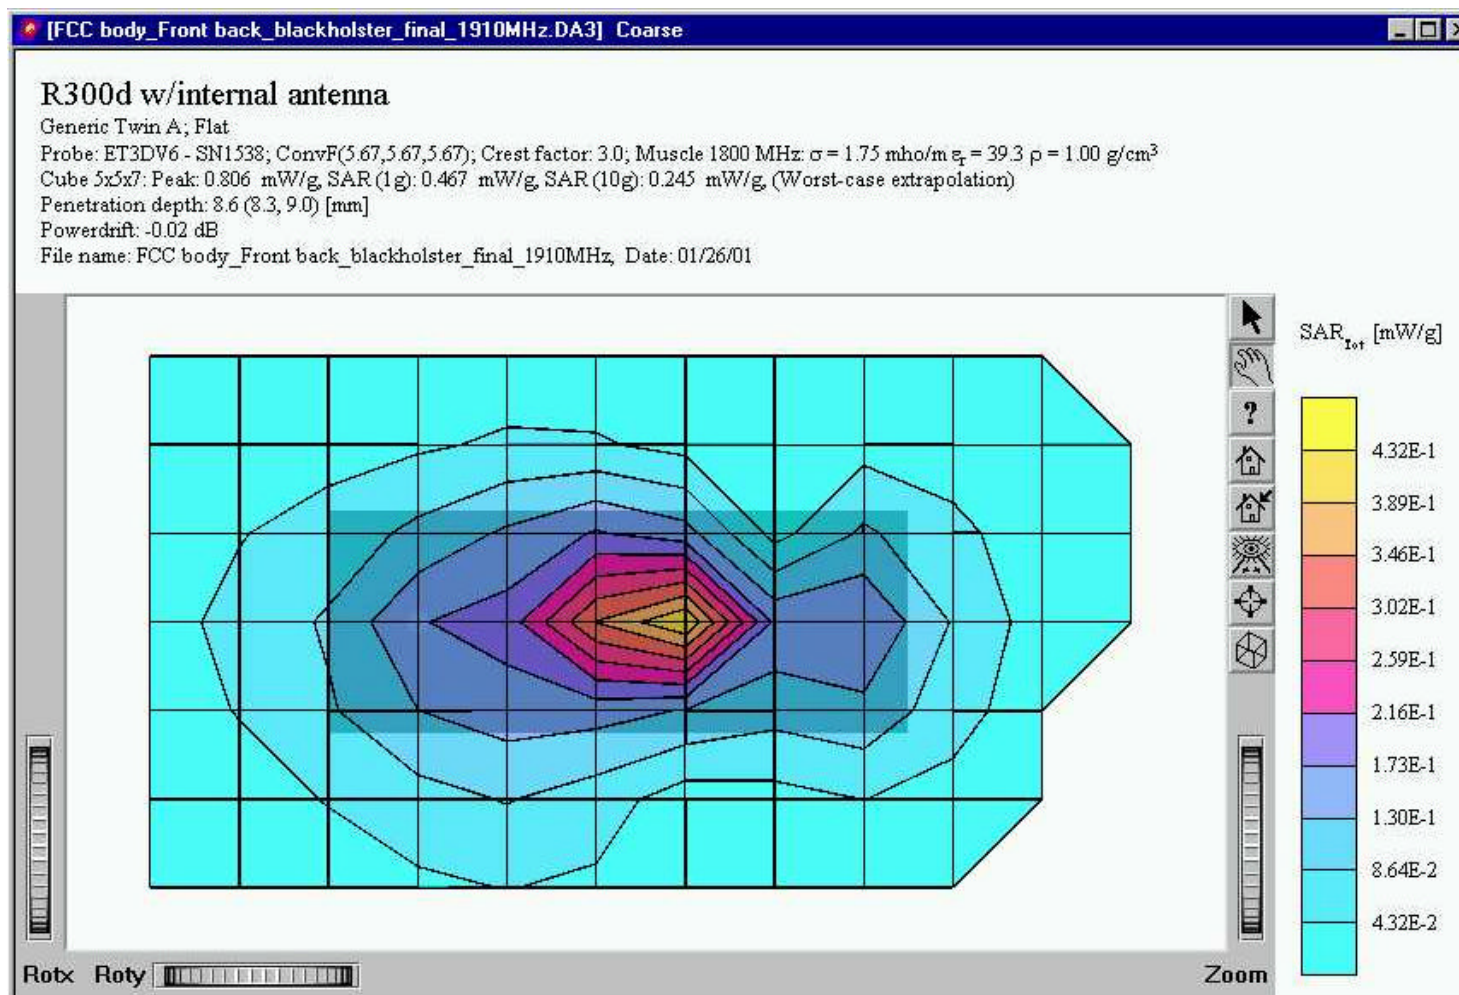 [FCC body_Front back_blackholster_final_1910MHz.DA3] Coarse
R300d w/internal antenna
Generic Twin A; Flat
Probe: ET3DV6 - SN1538; ConvF(5.67,5.67,5.67); Crest factor: 3.0; Muscle 1800 MHz: σ = 1.75 mho/m εr = 39.3 ρ = 1.00 g/cm³
Cube 5x5x7: Peak: 0.806 mW/g, SAR (1g): 0.467 mW/g, SAR (10g): 0.245 mW/g, (Worst-case extrapolation)
Penetration depth: 8.6 (8.3, 9.0) [mm]
Powerdrift: -0.02 dB
File name: FCC body_Front back_blackholster_final_1910MHz, Date: 01/26/01
SARTot [mW/g]
?
4.32E-1
3.89E-1
3.46E-1
3.02E-1
2.59E-1
2.16E-1
1.73E-1
1.30E-1
8.64E-2
4.32E-2
Rotx Roty Zoom